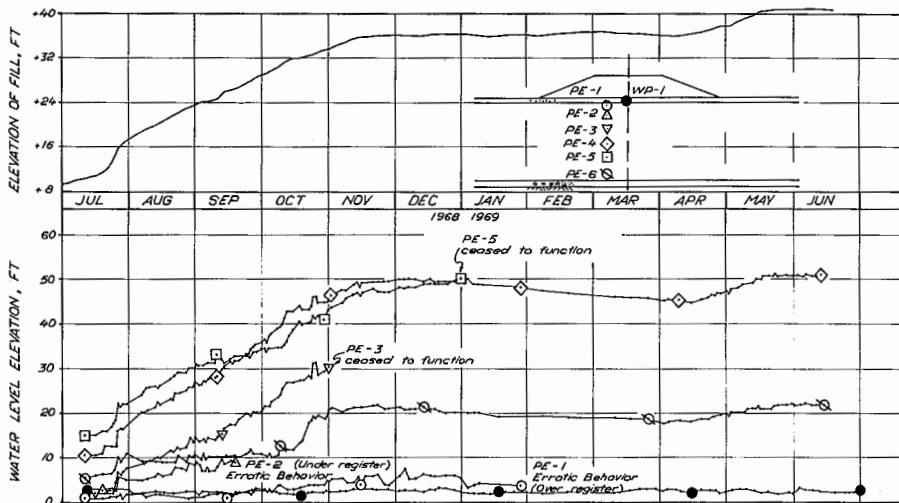 ELEVATION OF FILL, FT
+40
+32
+24
+16
+8
PE-1
WP-1
PE-2
PE-3
PE-4
PE-5
PE-6
JUL
AUG
SEP
OCT
NOV
DEC
JAN
FEB
MAR
APR
MAY
JUN
1968 1969
WATER LEVEL ELEVATION, FT
60
50
40
30
20
10
0
PE-5
ceased to function
PE-3
ceased to function
PE-2 (Under register)
Erratic Behavior
PE-1
Erratic Behavior
(Over register)